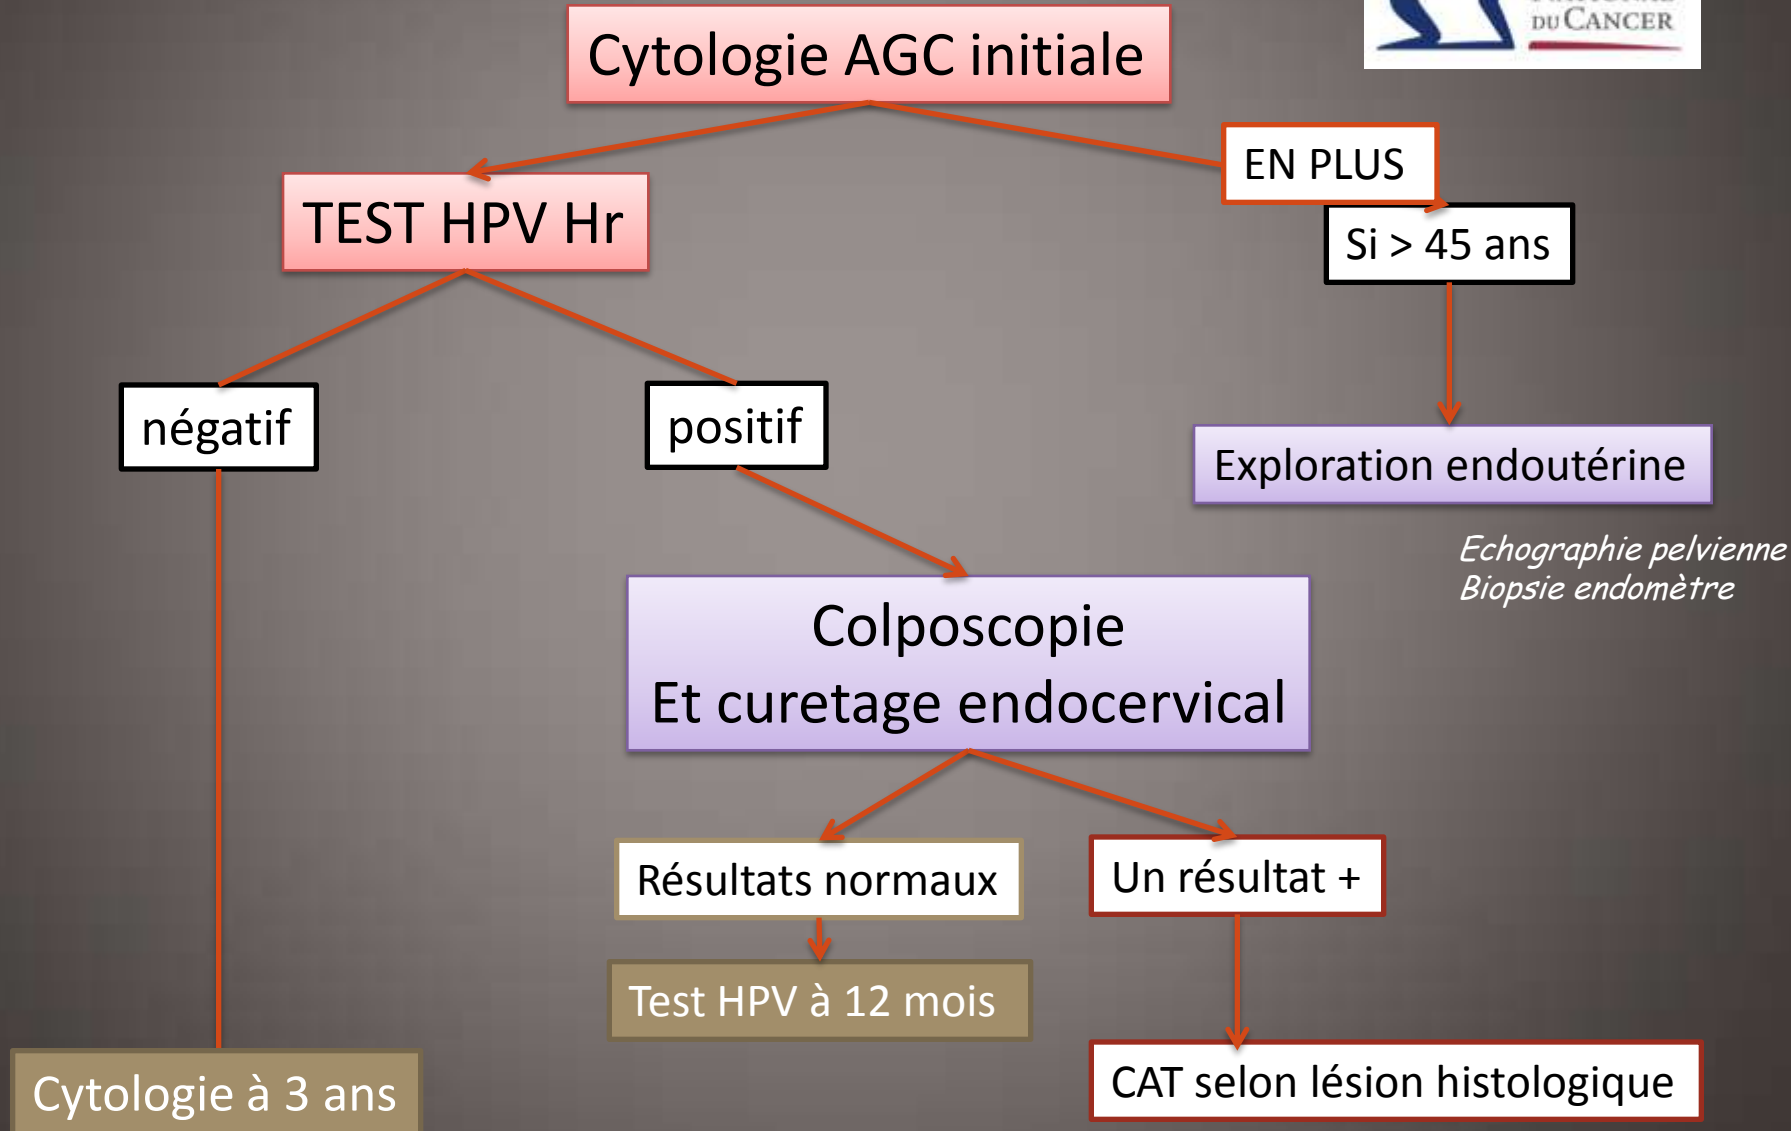 DU CANCER
Cytologie AGC initiale
EN PLUS
TEST HPV Hr
Si > 45 ans
négatif
positif
Exploration endoutérine
Echographie pelvienne
Biopsie endomètre
Colposcopie
Et curetage endocervical
Résultats normaux
Un résultat +
Test HPV à 12 mois
CAT selon lésion histologique
Cytologie à 3 ans